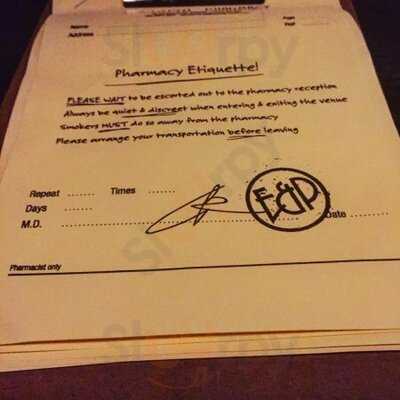 Name
Address
Age
Ref
Pharmacy Etiquette!
PLEASE WAIT to be escorted out to the pharmacy reception
Always be quiet & discreet when entering & exiting the venue
Smokers MUST do so away from the pharmacy
Please arrange your transportation before leaving
Repeat ....... Times ......
Days .......
M.D. Date
E&P
Pharmacist only